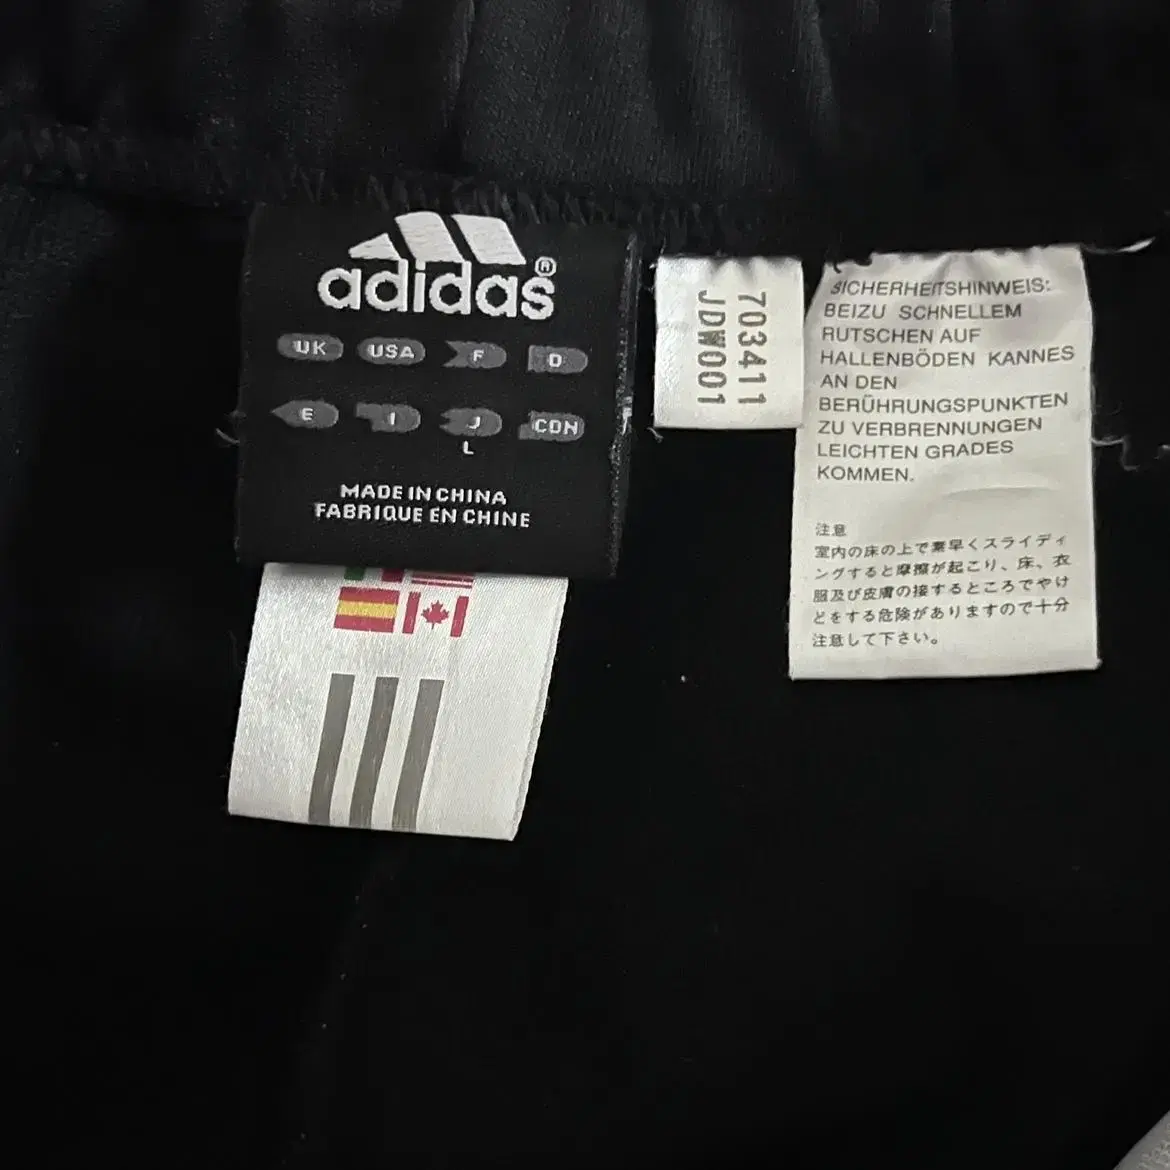 adidas®
UK USA F D
E I J CDN
L
MADE IN CHINA
FABRIQUE EN CHINE
703411
JDW001
SICHERHEITSHINWEIS:
BEIZU SCHNELLEM
RUTSCHEN AUF
HALLENBÖDEN KANNES
AN DEN
BERÜHRUNGSPUNKTEN
ZU VERBRENNUNGEN
LEICHTEN GRADES
KOMMEN.
注意
室内の床の上で素早くスライディ
ングすると摩擦が起こり、床、衣
服及び皮膚の接するところでやけ
どをする危険がありますので十分
注意して下さい。